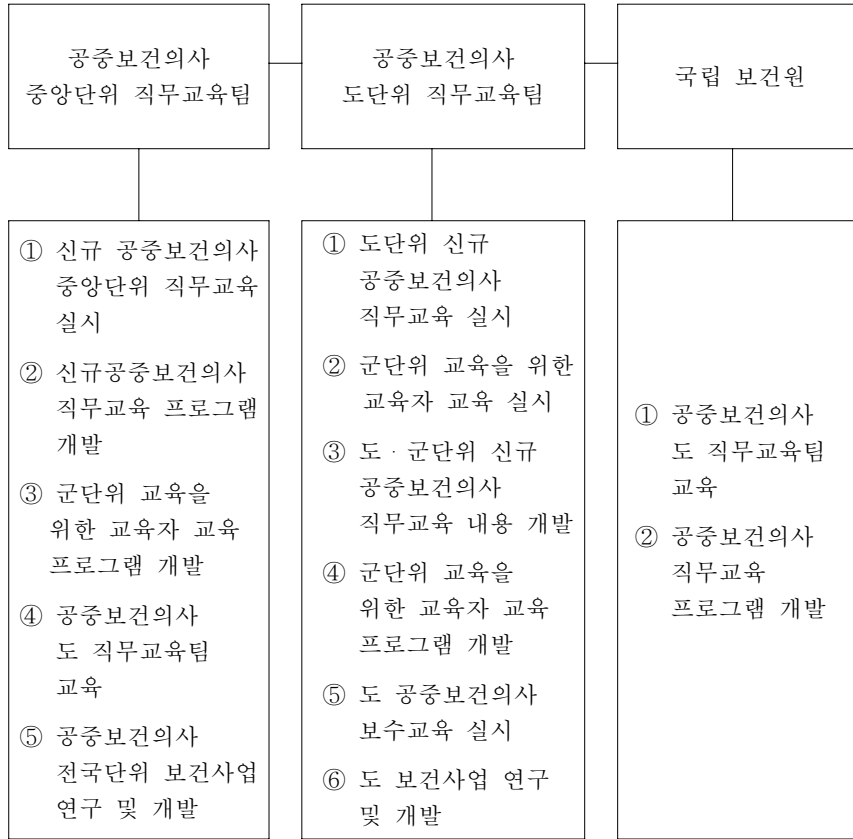 공중보건의사
중앙단위 직무교육팀
공중보건의사
도단위 직무교육팀
국립 보건원
① 신규 공중보건의사
중앙단위 직무교육
실시
② 신규공중보건의사
직무교육 프로그램
개발
③ 군단위 교육을
위한 교육자 교육
프로그램 개발
④ 공중보건의사
도 직무교육팀
교육
⑤ 공중보건의사
전국단위 보건사업
연구 및 개발
① 도단위 신규
공중보건의사
직무교육 실시
② 군단위 교육을 위한
교육자 교육 실시
③ 도 · 군단위 신규
공중보건의사
직무교육 내용 개발
④ 군단위 교육을
위한 교육자 교육
프로그램 개발
⑤ 도 공중보건의사
보수교육 실시
⑥ 도 보건사업 연구
및 개발
① 공중보건의사
도 직무교육팀
교육
② 공중보건의사
직무교육
프로그램 개발